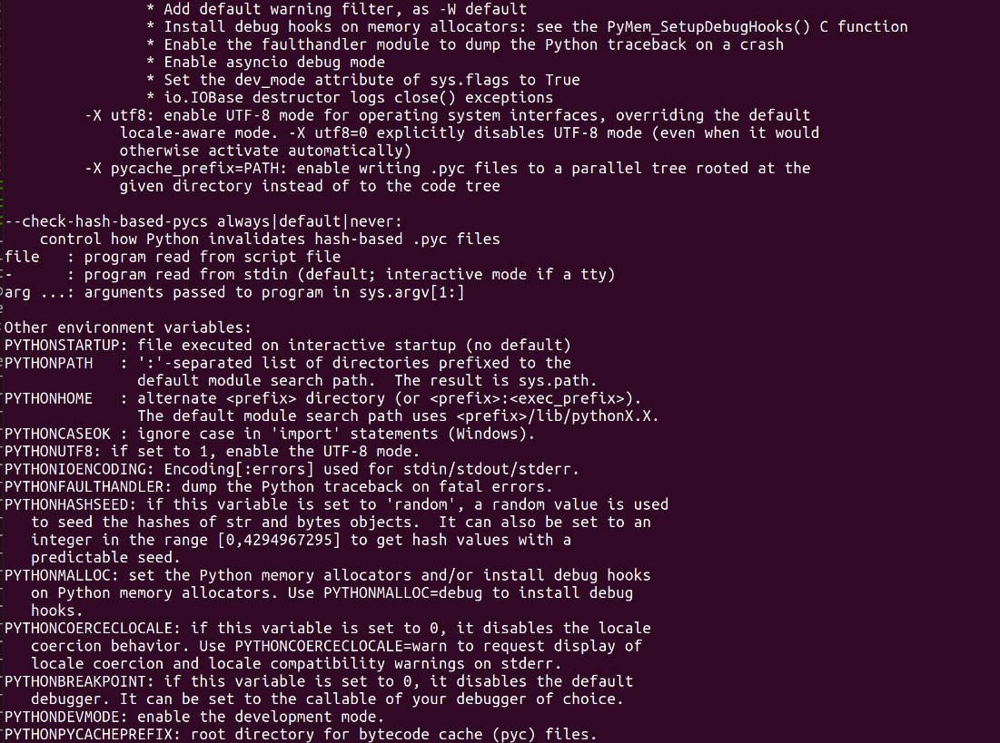 * Add default warning filter, as -W default
                * Install debug hooks on memory allocators: see the PyMem_SetupDebugHooks() C function
                * Enable the faulthandler module to dump the Python traceback on a crash
                * Enable asyncio debug mode
                * Set the dev_mode attribute of sys.flags to True
                * io.IOBase destructor logs close() exceptions
         -X utf8: enable UTF-8 mode for operating system interfaces, overriding the default
             locale-aware mode. -X utf8=0 explicitly disables UTF-8 mode (even when it would
             otherwise activate automatically)
         -X pycache_prefix=PATH: enable writing .pyc files to a parallel tree rooted at the
             given directory instead of to the code tree

--check-hash-based-pycs always|default|never:
    control how Python invalidates hash-based .pyc files
file   : program read from script file
-      : program read from stdin (default; interactive mode if a tty)
arg ...: arguments passed to program in sys.argv[1:]

Other environment variables:
PYTHONSTARTUP: file executed on interactive startup (no default)
PYTHONPATH   : ':'-separated list of directories prefixed to the
               default module search path.  The result is sys.path.
PYTHONHOME   : alternate <prefix> directory (or <prefix>:<exec_prefix>).
               The default module search path uses <prefix>/lib/pythonX.X.
PYTHONCASEOK : ignore case in 'import' statements (Windows).
PYTHONUTF8: if set to 1, enable the UTF-8 mode.
PYTHONIOENCODING: Encoding[:errors] used for stdin/stdout/stderr.
PYTHONFAULTHANDLER: dump the Python traceback on fatal errors.
PYTHONHASHSEED: if this variable is set to 'random', a random value is used
   to seed the hashes of str and bytes objects.  It can also be set to an
   integer in the range [0,4294967295] to get hash values with a
   predictable seed.
PYTHONMALLOC: set the Python memory allocators and/or install debug hooks
   on Python memory allocators. Use PYTHONMALLOC=debug to install debug
   hooks.
PYTHONCOERCECLOCALE: if this variable is set to 0, it disables the locale
   coercion behavior. Use PYTHONCOERCECLOCALE=warn to request display of
   locale coercion and locale compatibility warnings on stderr.
PYTHONBREAKPOINT: if this variable is set to 0, it disables the default
   debugger. It can be set to the callable of your debugger of choice.
PYTHONDEVMODE: enable the development mode.
PYTHONPYCACHEPREFIX: root directory for bytecode cache (pyc) files.